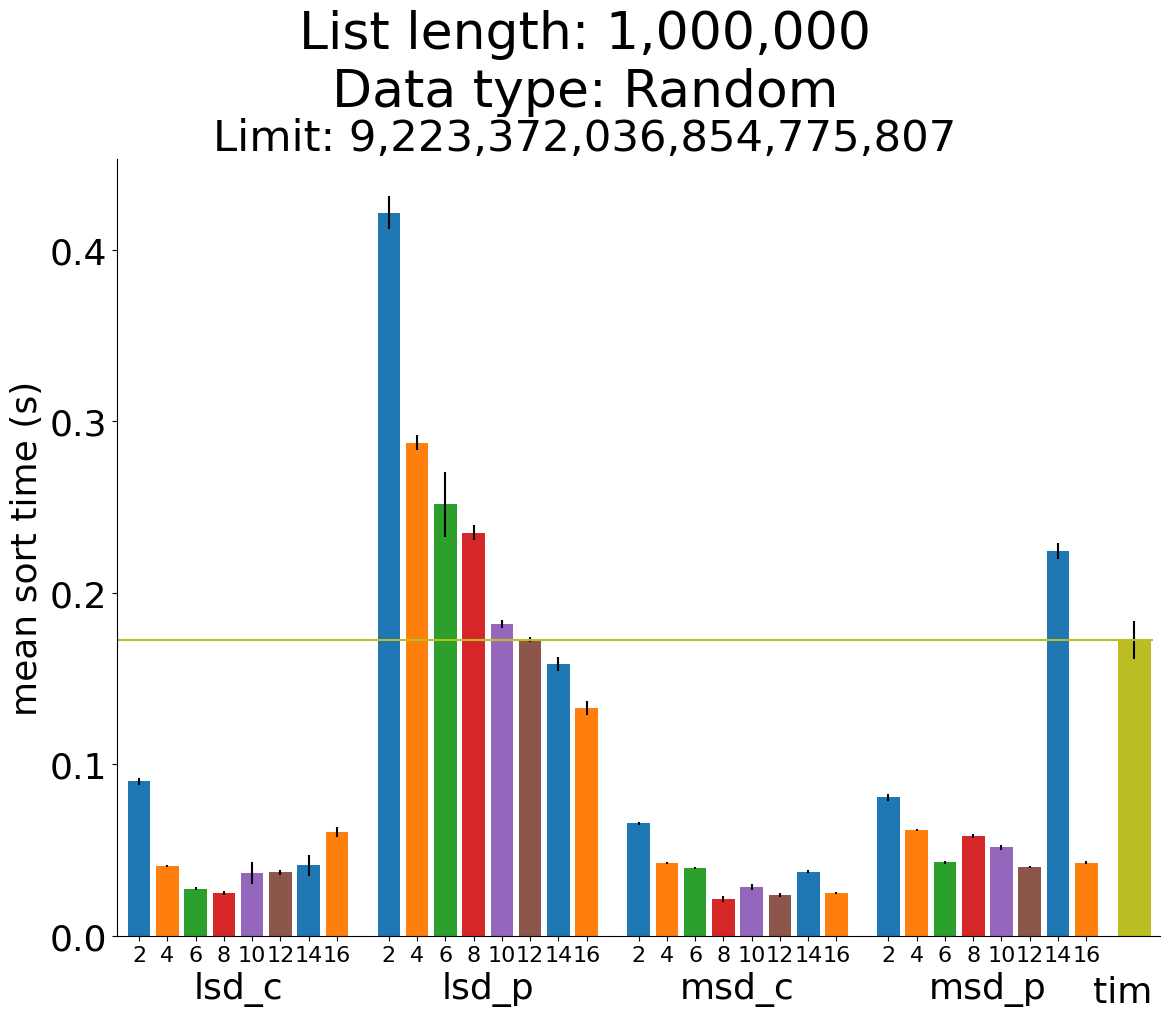 List length: 1,000,000
Data type: Random
Limit: 9,223,372,036,854,775,807
mean sort time (s)
0.4
0.3
0.2
0.1
0.0
2 4 6 8 10 12 14 16 2 4 6 8 10 12 14 16 2 4 6 8 10 12 14 16 2 4 6 8 10 12 14 16
lsd_c lsd_p msd_c msd_p tim